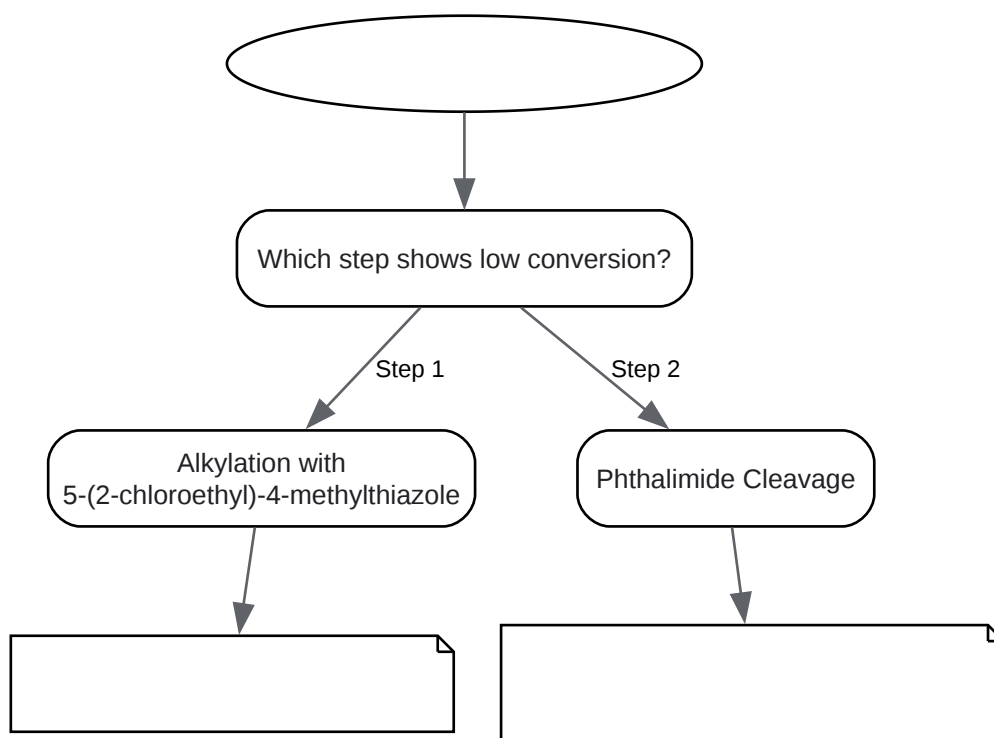 Which step shows low conversion?
Step 1
Step 2
Alkylation with
5-(2-chloroethyl)-4-methylthiazole
Phthalimide Cleavage